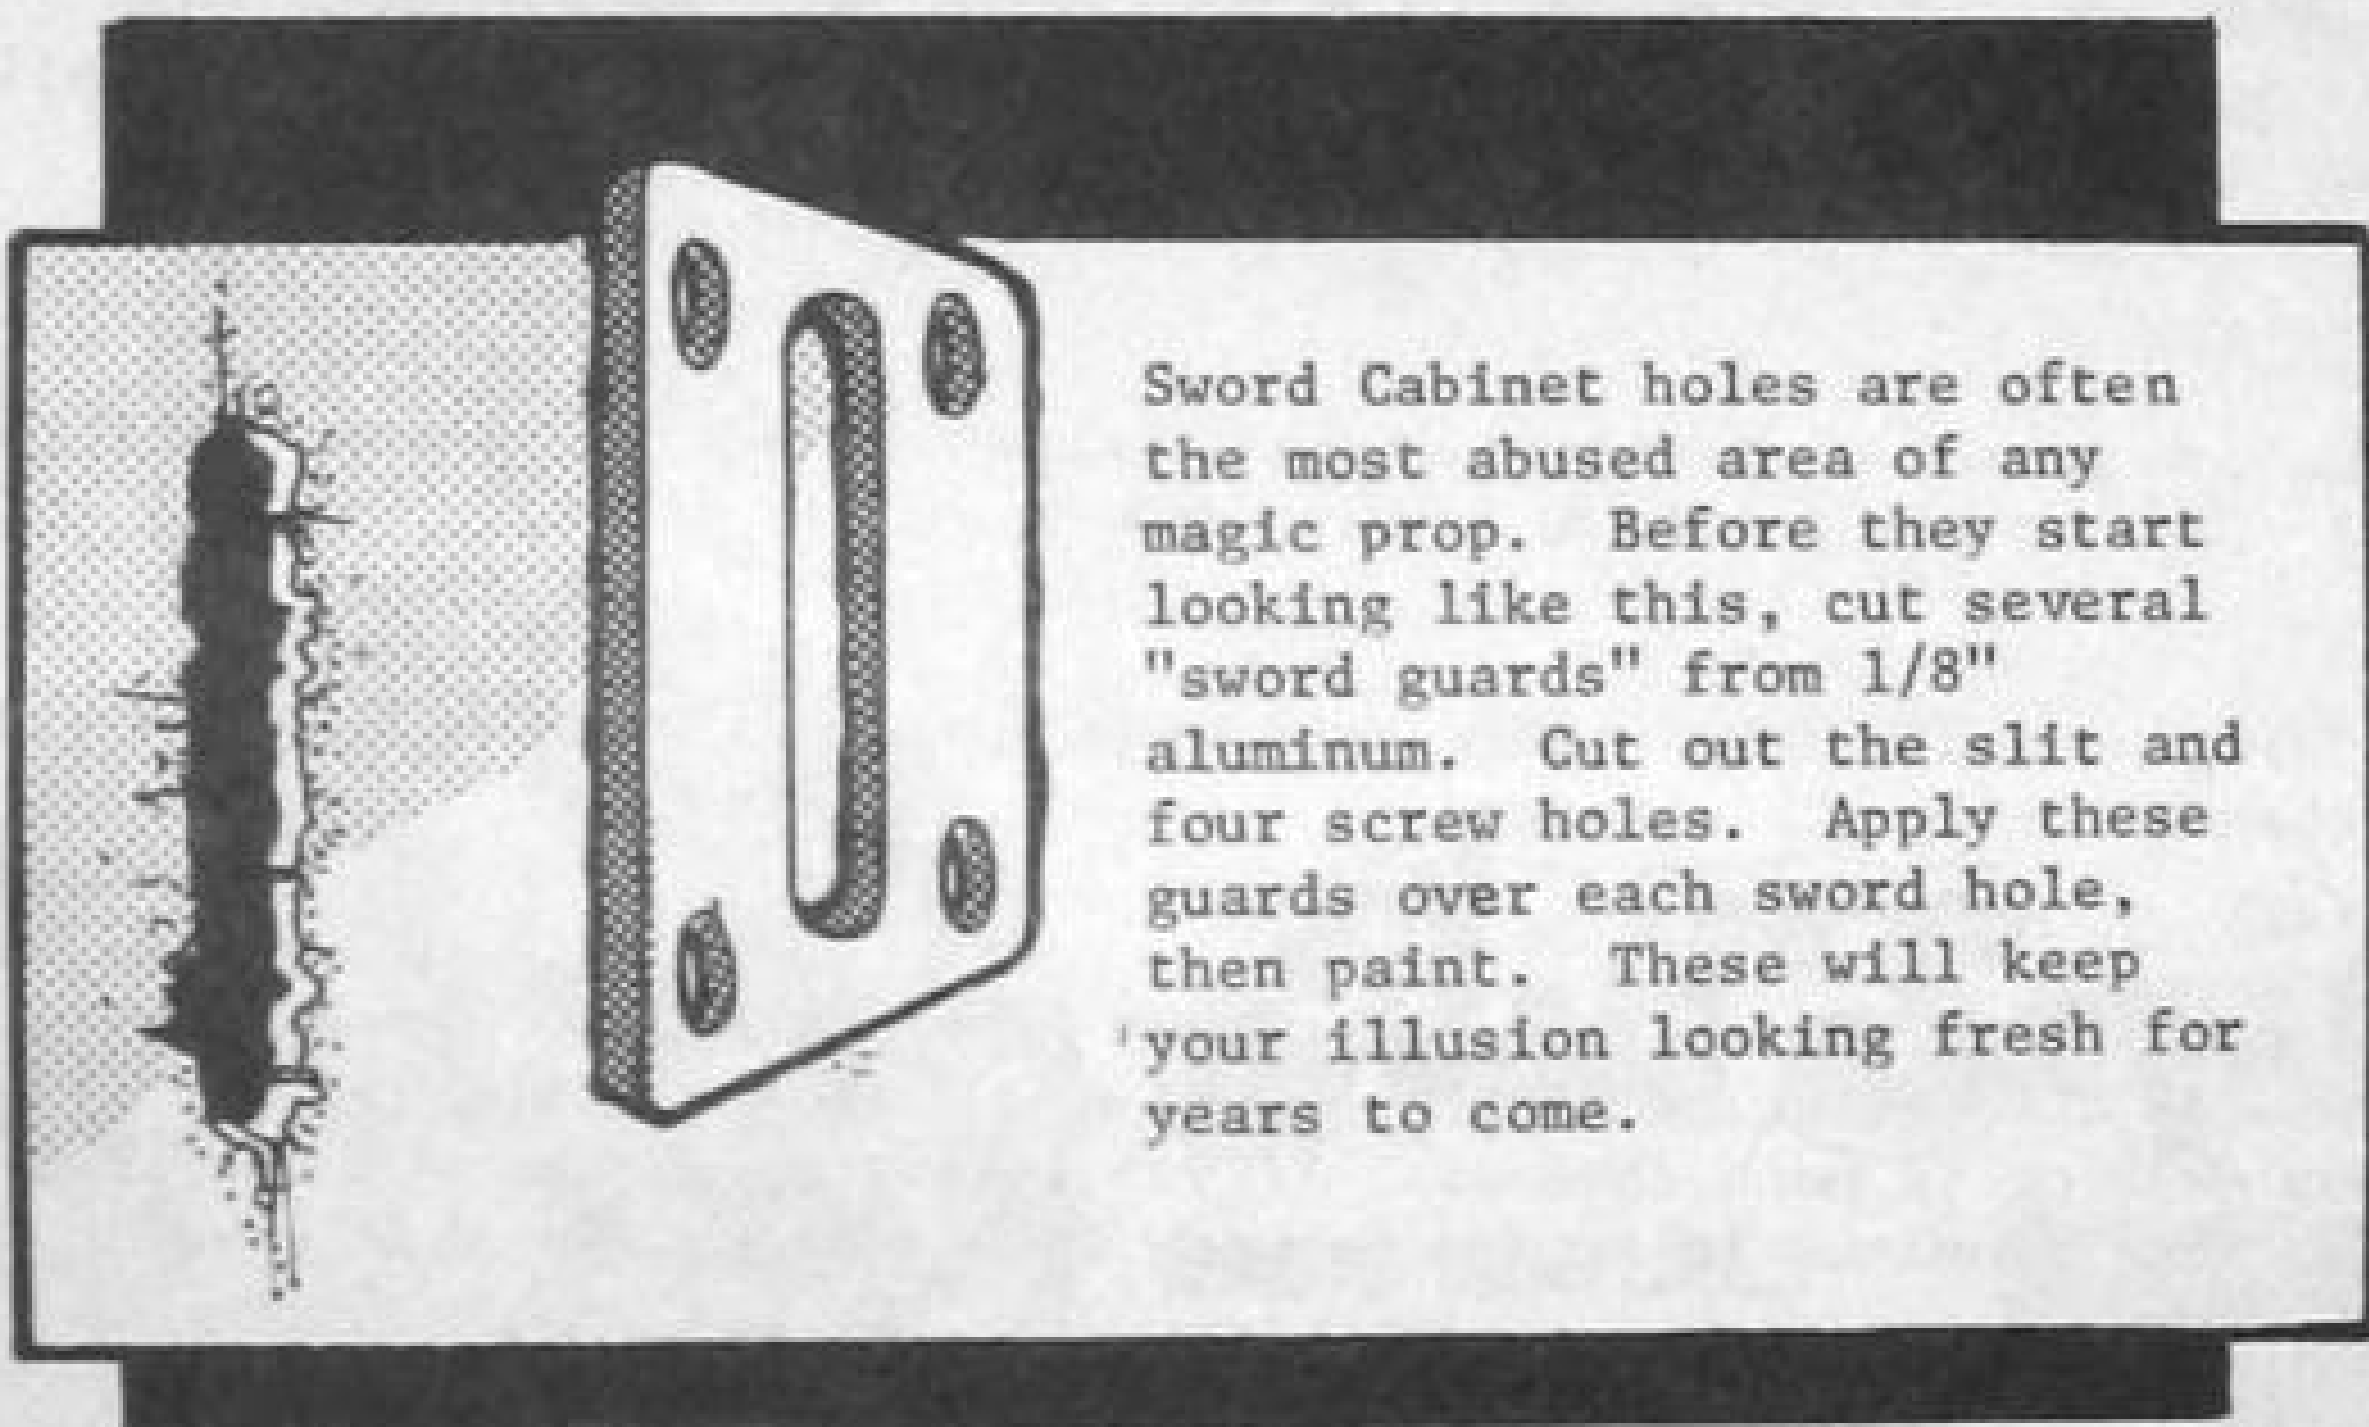 Sword Cabinet holes are often
the most abused area of any
magic prop.  Before they start
looking like this, cut several
"sword guards" from 1/8"
aluminum.  Cut out the slit and
four screw holes.  Apply these
guards over each sword hole,
then paint.  These will keep
your illusion looking fresh for
years to come.